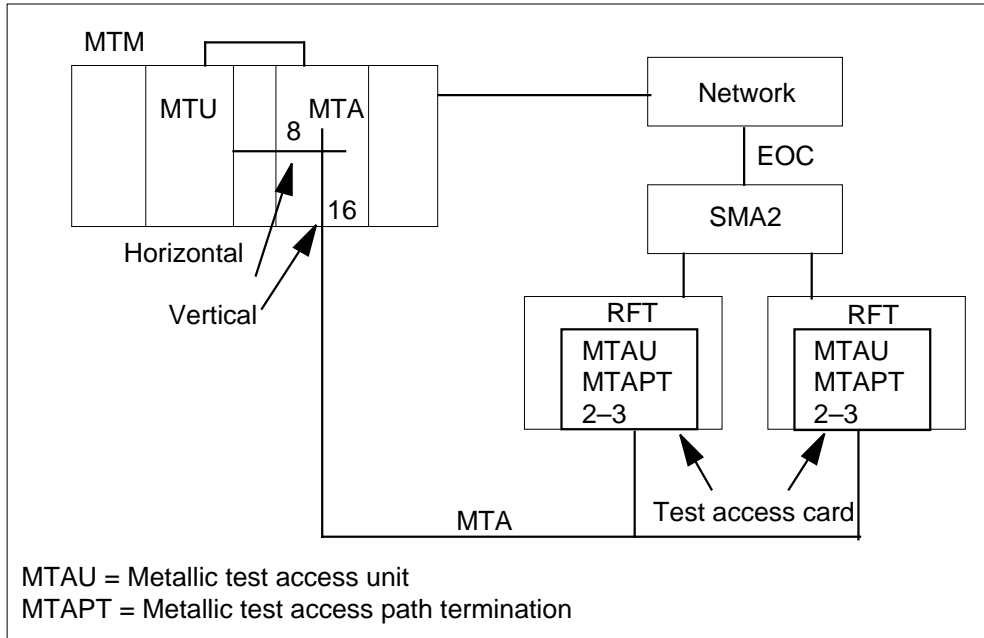 MTM
MTU
MTA
8
16
Horizontal
Vertical
Network
EOC
SMA2
RFT
MTAU
MTAPT
2–3
RFT
MTAU
MTAPT
2–3
Test access card
MTA
MTAU = Metallic test access unit
MTAPT = Metallic test access path termination